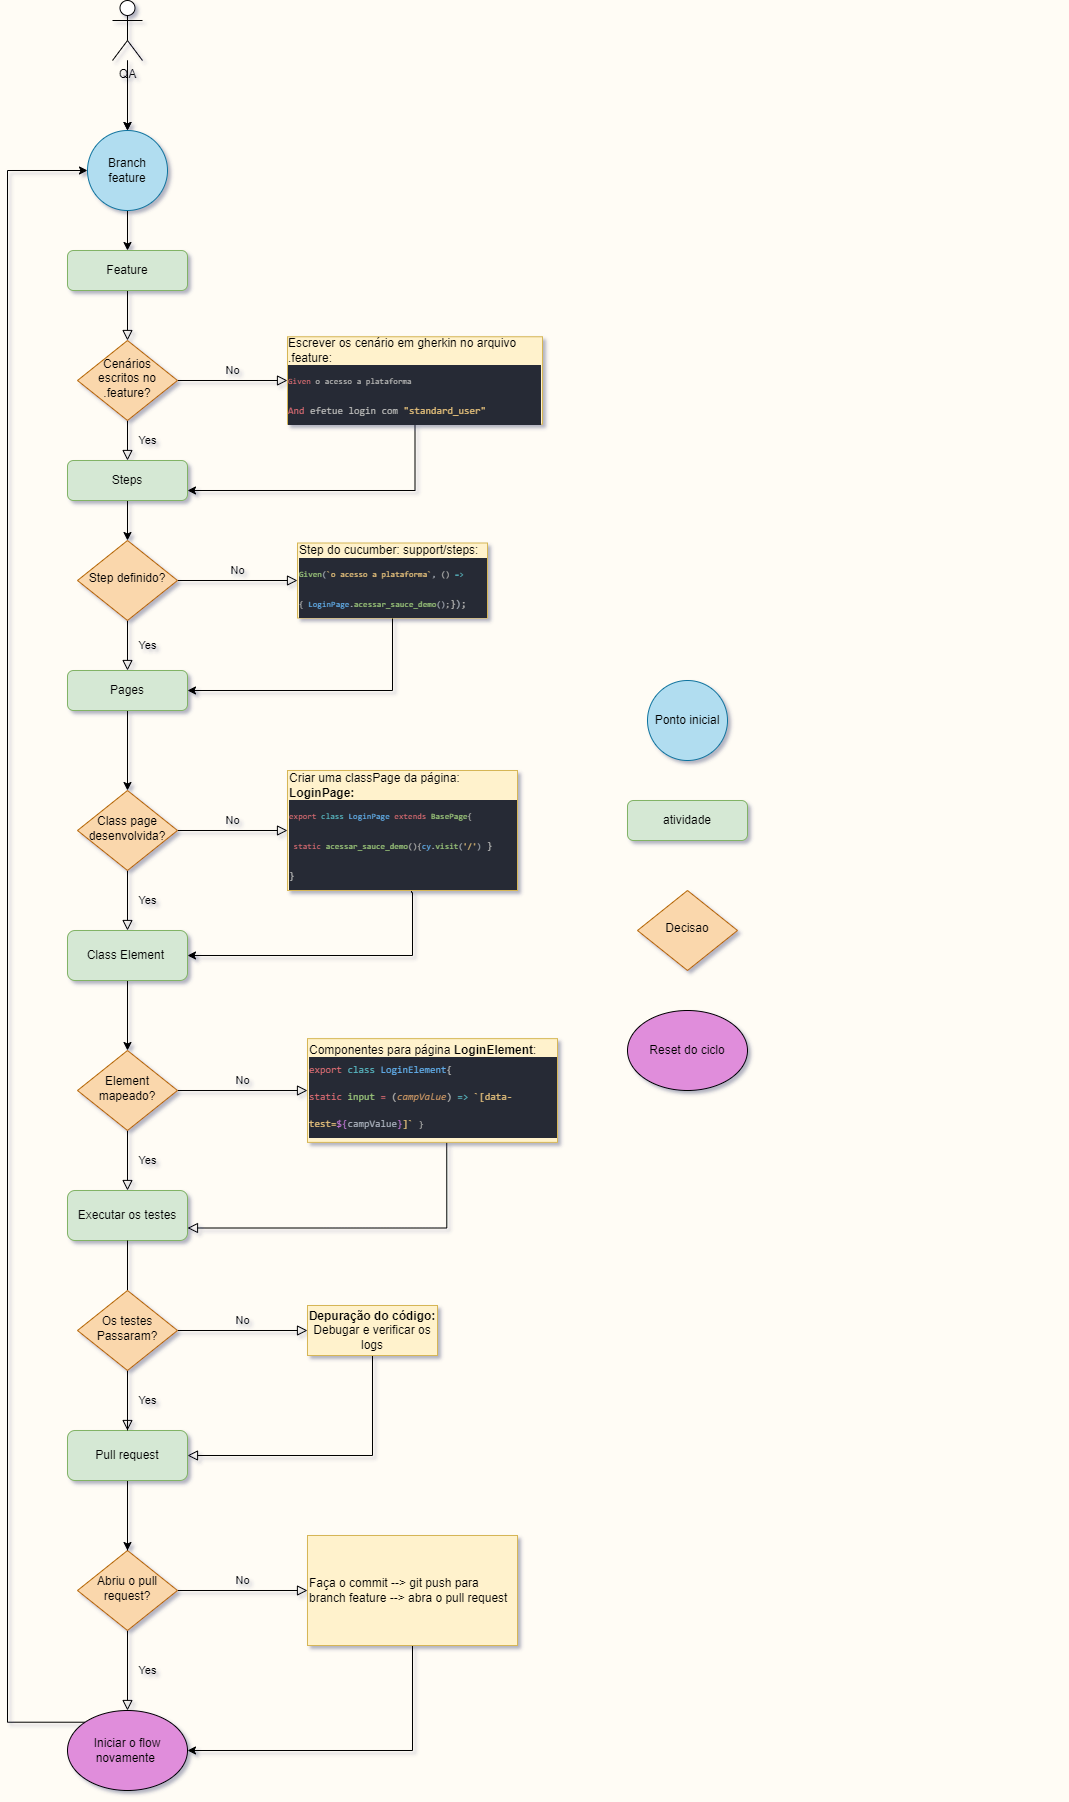 QA
Branch
feature
Feature
Cenários
escritos no
.feature?
No
Escrever os cenário em gherkin no arquivo
.feature:
Given o acesso a plataforma
And efetue login com "standard_user"
Yes
Steps
Step definido?
No
Step do cucumber: support/steps:
Given(`o acesso a plataforma`, () =>
{ LoginPage.acessar_sauce_demo();});
Yes
Pages
Class page
desenvolvida?
No
Criar uma classPage da página:
LoginPage:
export class LoginPage extends BasePage{
static acessar_sauce_demo(){cy.visit('/') }
}
Yes
Class Element
Element
mapeado?
No
Componentes para página LoginElement:
export class LoginElement{
static input = (campValue) => `[data-
test=${campValue}]` }
Yes
Executar os testes
Os testes
Passaram?
No
Depuração do código:
Debugar e verificar os
logs
Yes
Pull request
Abriu o pull
request?
No
Faça o commit --> git push para
branch feature --> abra o pull request
Yes
Iniciar o flow
novamente
Ponto inicial
atividade
Decisao
Reset do ciclo